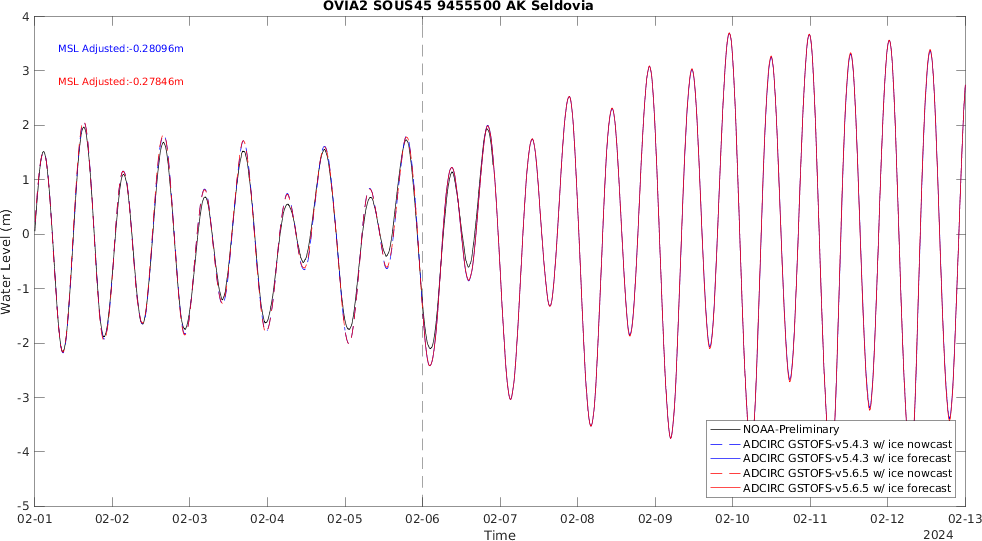 OVIA2 SOUS45 9455500 AK Seldovia
MSL Adjusted:-0.28096m
MSL Adjusted:-0.27846m
Water Level (m)
4
3
2
1
0
-1
-2
-3
-4
-5
NOAA-Preliminary
ADCIRC GSTOFS-v5.4.3 w/ ice nowcast
ADCIRC GSTOFS-v5.4.3 w/ ice forecast
ADCIRC GSTOFS-v5.6.5 w/ ice nowcast
ADCIRC GSTOFS-v5.6.5 w/ ice forecast
02-01 02-02 02-03 02-04 02-05 02-06 02-07 02-08 02-09 02-10 02-11 02-12 02-13
Time
2024